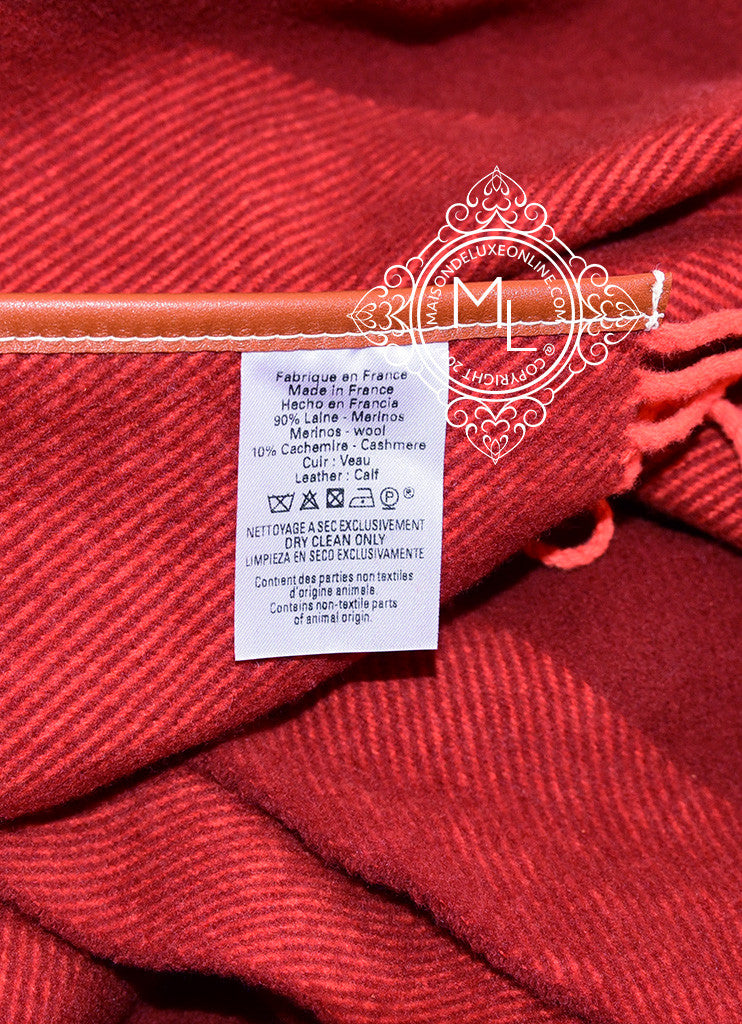 MAISONDELUXEONLINE.COM
ML
© COPYRIGHT 20
Fabrique en France
Made in France
Hecho en Francia
90% Laine - Merinos
Merinos - wool
10% Cachemire - Cashmere
Cuir : Veau
Leather : Calf
P ®
NETTOYAGE A SEC EXCLUSIVEMENT
DRY CLEAN ONLY
LIMPIEZA EN SECO EXCLUSIVAMENTE
Contient des parties non textiles
d'origine animale.
Contains non-textile parts
of animal origin.